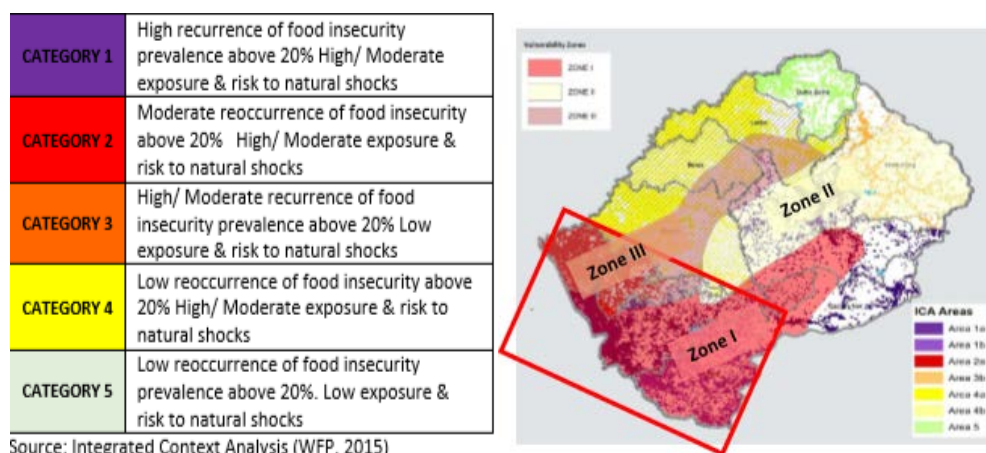 CATEGORY 1
High recurrence of food insecurity
prevalence above 20% High/ Moderate
exposure & risk to natural shocks
CATEGORY 2
Moderate reoccurrence of food insecurity
above 20% High/ Moderate exposure &
risk to natural shocks
CATEGORY 3
High/ Moderate recurrence of food
insecurity prevalence above 20% Low
exposure & risk to natural shocks
CATEGORY 4
Low reoccurrence of food insecurity above
20% High/ Moderate exposure & risk to
natural shocks
CATEGORY 5
Low reoccurrence of food insecurity
prevalence above 20%. Low exposure &
risk to natural shocks
Source: Integrated Context Analysis (WFP, 2015)
Vulnerability Zones
ZONE I
ZONE II
ZONE III
Zone II
Zone III
Zone I
ICA Areas
Area 1a
Area 1b
Area 2a
Area 3b
Area 4a
Area 4b
Area 5